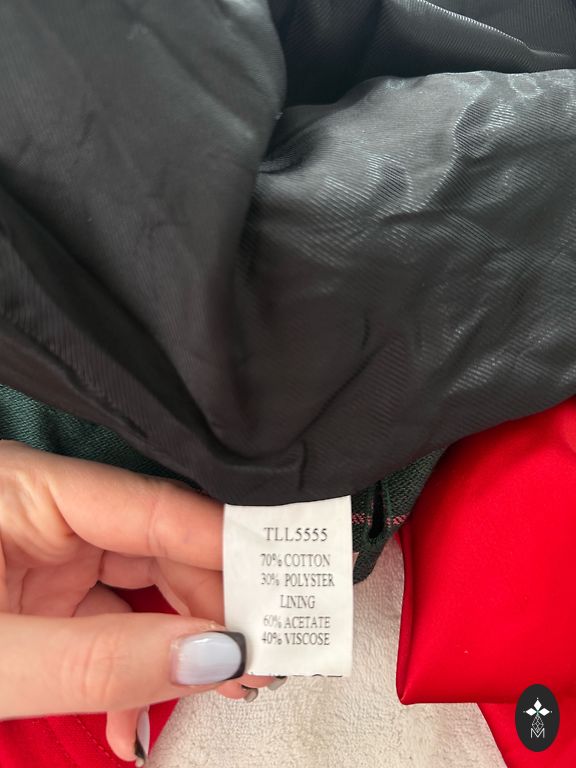 TLL5555
70% COTTON
30% POLYSTER
LINING
60% ACETATE
40% VISCOSE
M